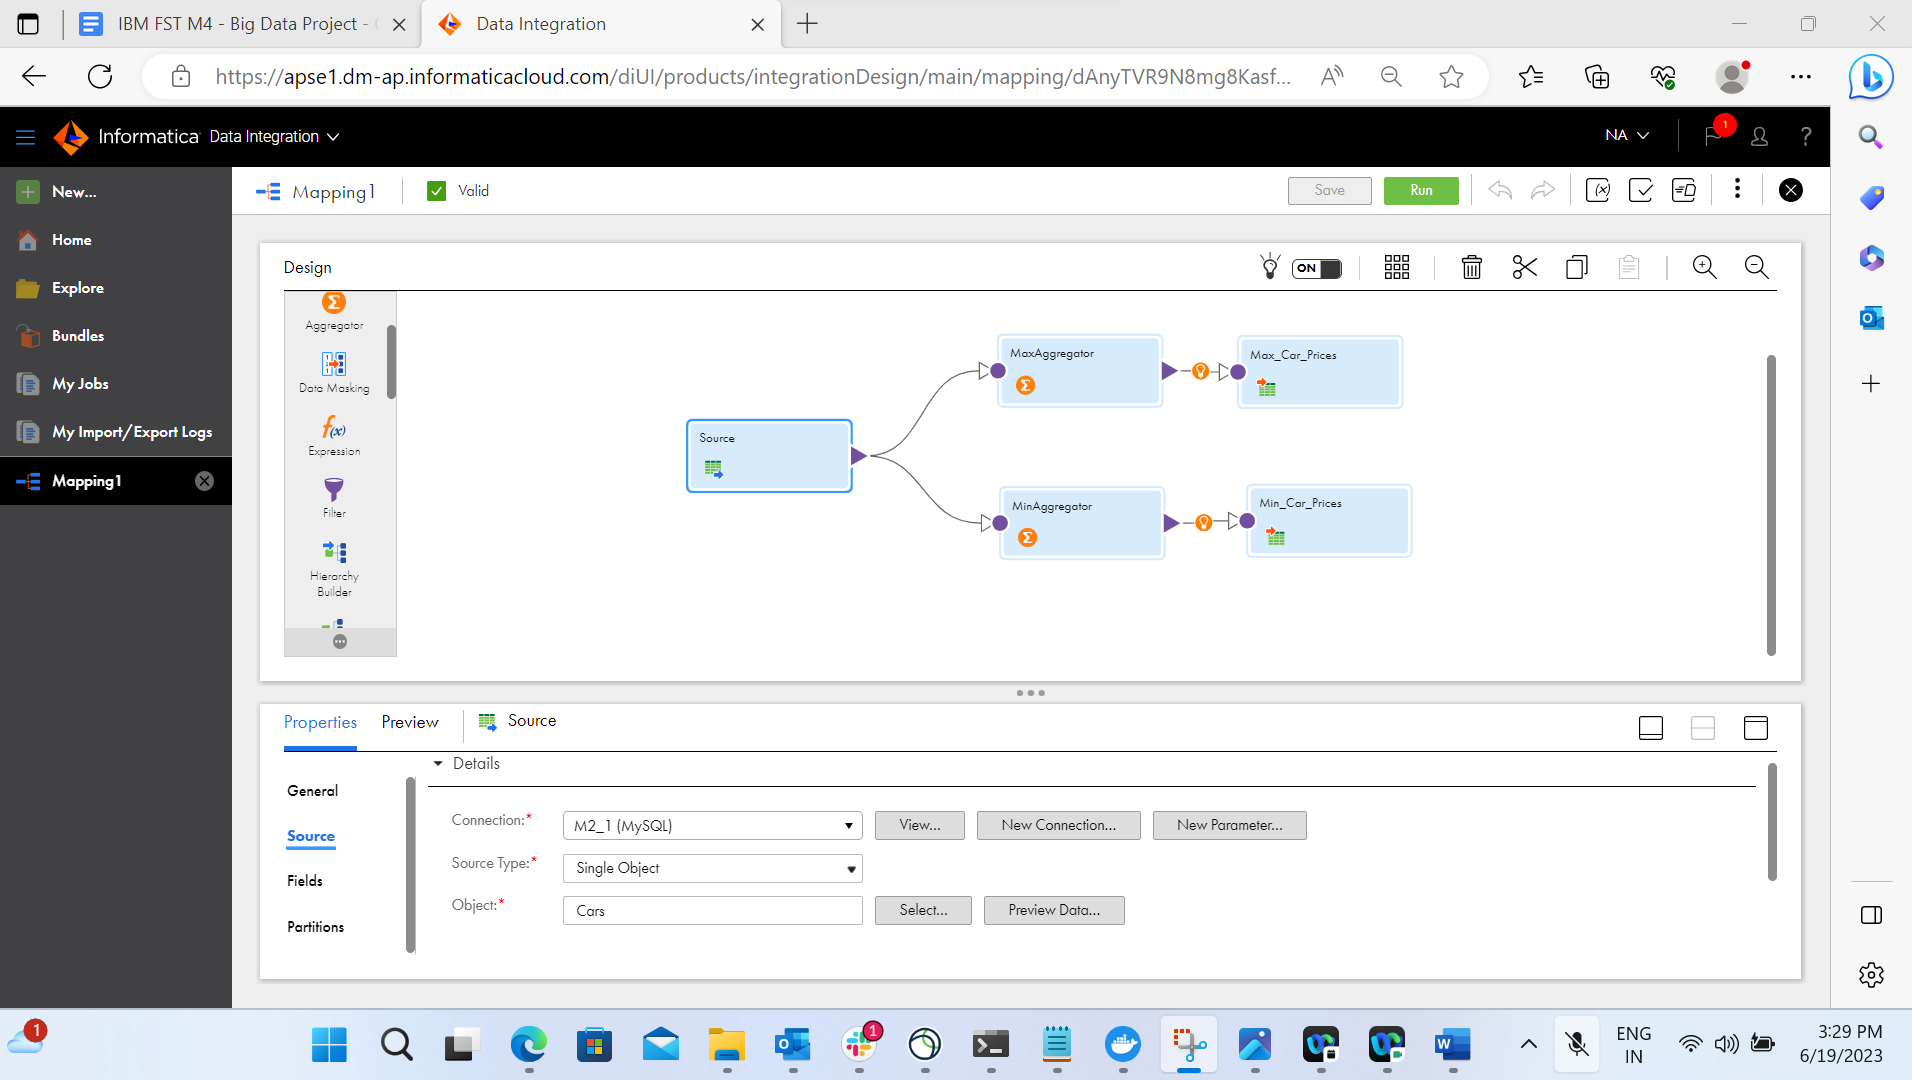 IBM FST M4 - Big Data Project -
Data Integration
https://apse1.dm-ap.informaticacloud.com/diUI/products/integrationDesign/main/mapping/dAnyTVR9N8mg8Kasf...
Informatica Data Integration
NA
1
?
New...
Home
Explore
Bundles
My Jobs
My Import/Export Logs
Mapping1
Mapping1
Valid
Save
Run
Design
ON
Aggregator
Data Masking
Expression
Filter
Hierarchy
Builder
Source
MaxAggregator
Max_Car_Prices
MinAggregator
Min_Car_Prices
Properties
Preview
Source
Details
General
Source
Fields
Partitions
Connection:*
M2_1 (MySQL)
View...
New Connection...
New Parameter...
Source Type:*
Single Object
Object:*
Cars
Select...
Preview Data...
1
1
ENG
IN
3:29 PM
6/19/2023